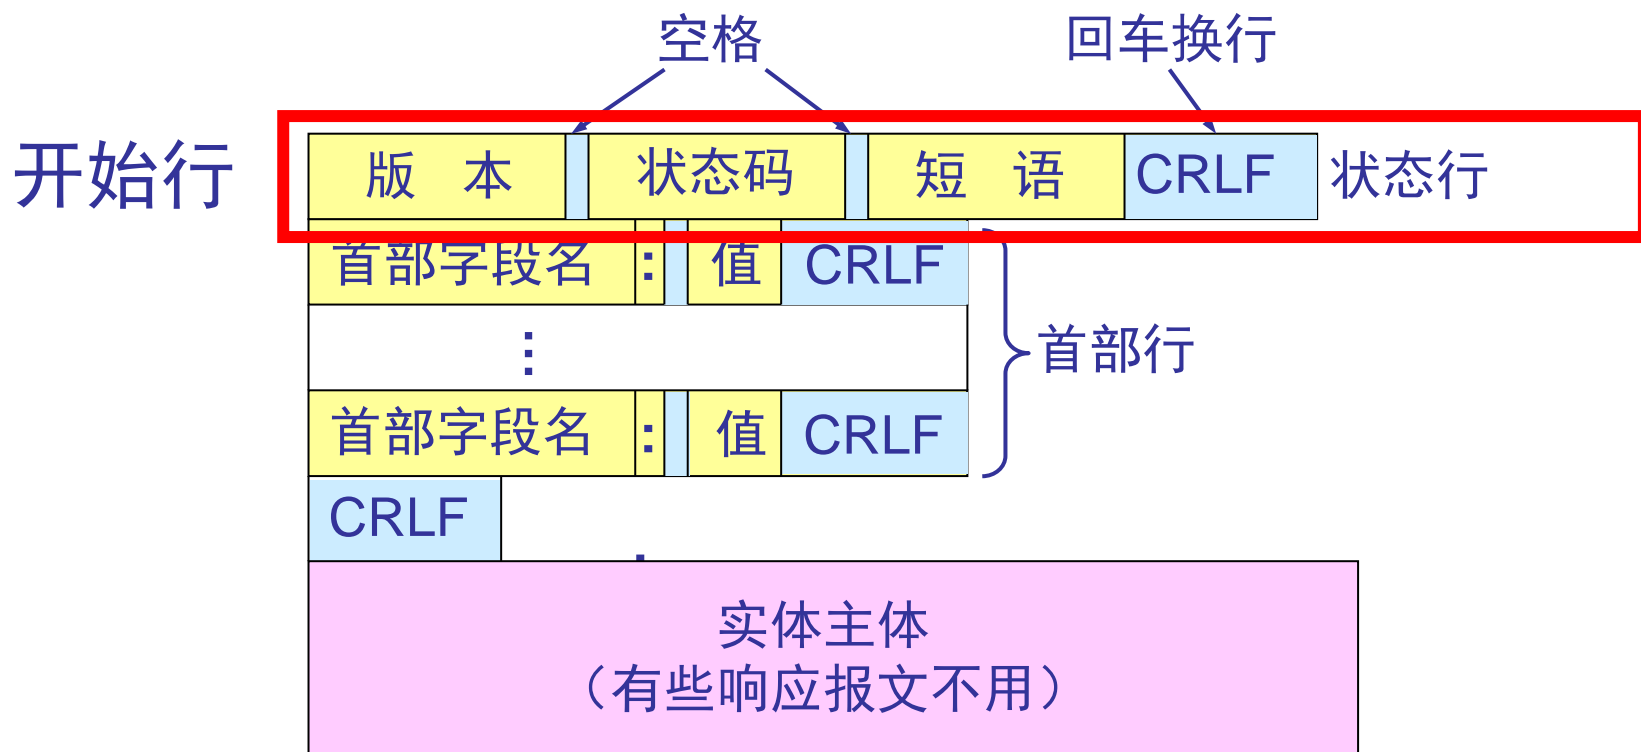 空格 回车换行
开始行 版 本 状态码 短 语 CRLF 状态行
首部字段名 : 值 CRLF
⋮ 首部行
首部字段名 : 值 CRLF
CRLF
实体主体
（有些响应报文不用）